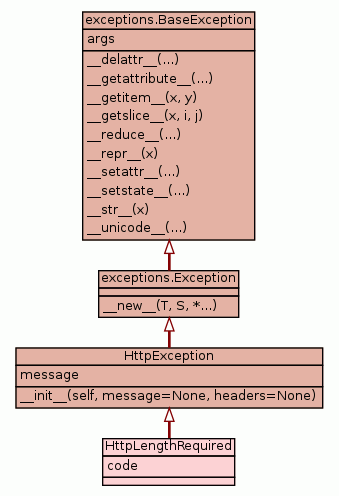 exceptions.BaseException
args
__delattr__(...)
__getattribute__(...)
__getitem__(x, y)
__getslice__(x, i, j)
__reduce__(...)
__repr__(x)
__setattr__(...)
__setstate__(...)
__str__(x)
__unicode__(...)
exceptions.Exception
__new__(T, S, *...)
HttpException
message
__init__(self, message=None, headers=None)
HttpLengthRequired
code